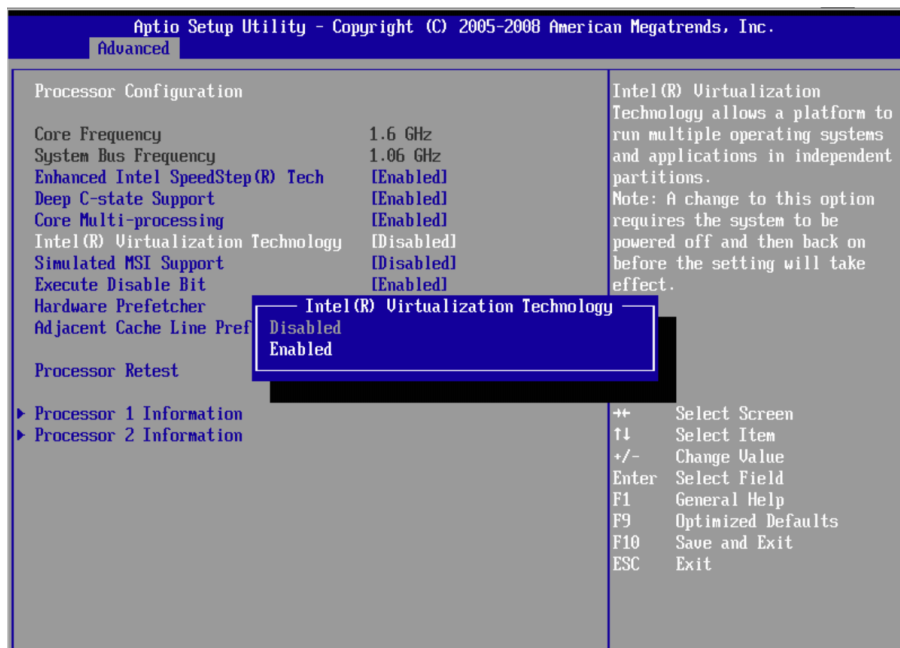 Aptio Setup Utility - Copyright (C) 2005-2008 American Megatrends, Inc.
Advanced
Processor Configuration
Core Frequency 1.6 GHz
System Bus Frequency 1.06 GHz
Enhanced Intel SpeedStep(R) Tech [Enabled]
Deep C-state Support [Enabled]
Core Multi-processing [Enabled]
Intel(R) Virtualization Technology [Disabled]
Simulated MSI Support [Disabled]
Execute Disable Bit [Enabled]
Hardware Prefetcher
Adjacent Cache Line Pref
Processor Retest
Processor 1 Information
Processor 2 Information
Intel(R) Virtualization Technology
Disabled
Enabled
Intel(R) Virtualization
Technology allows a platform to
run multiple operating systems
and applications in independent
partitions.
Note: A change to this option
requires the system to be
powered off and then back on
before the setting will take
effect.
→← Select Screen
↑↓ Select Item
+/- Change Value
Enter Select Field
F1 General Help
F9 Optimized Defaults
F10 Save and Exit
ESC Exit